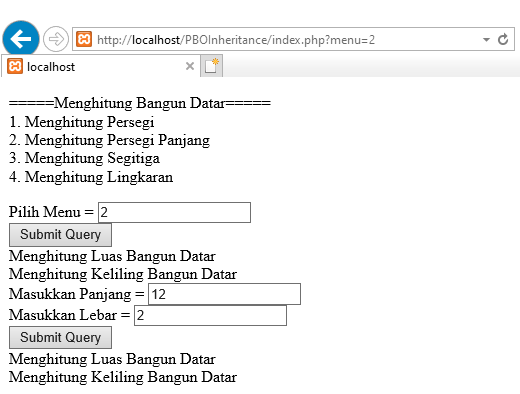 http://localhost/PBOInheritance/index.php?menu=2
localhost
=====Menghitung Bangun Datar=====
1. Menghitung Persegi
2. Menghitung Persegi Panjang
3. Menghitung Segitiga
4. Menghitung Lingkaran
Pilih Menu = 2
Submit Query
Menghitung Luas Bangun Datar
Menghitung Keliling Bangun Datar
Masukkan Panjang = 12
Masukkan Lebar = 2
Submit Query
Menghitung Luas Bangun Datar
Menghitung Keliling Bangun Datar